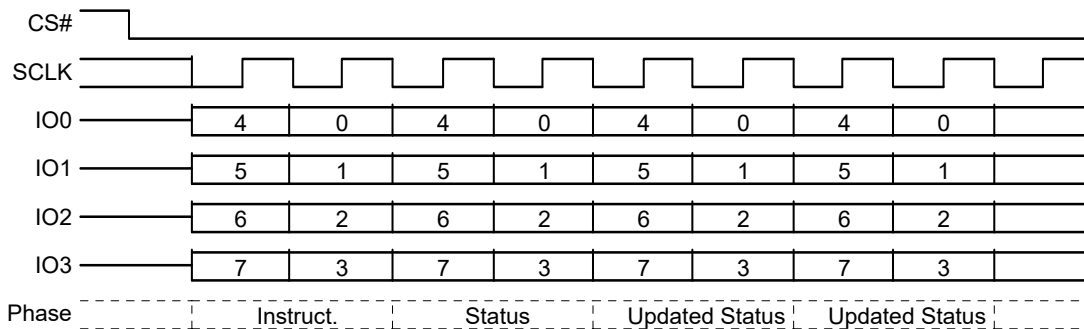 CS#
SCLK
IO0 4 0 4 0 4 0 4 0
IO1 5 1 5 1 5 1 5 1
IO2 6 2 6 2 6 2 6 2
IO3 7 3 7 3 7 3 7 3
Phase Instruct. Status Updated Status Updated Status